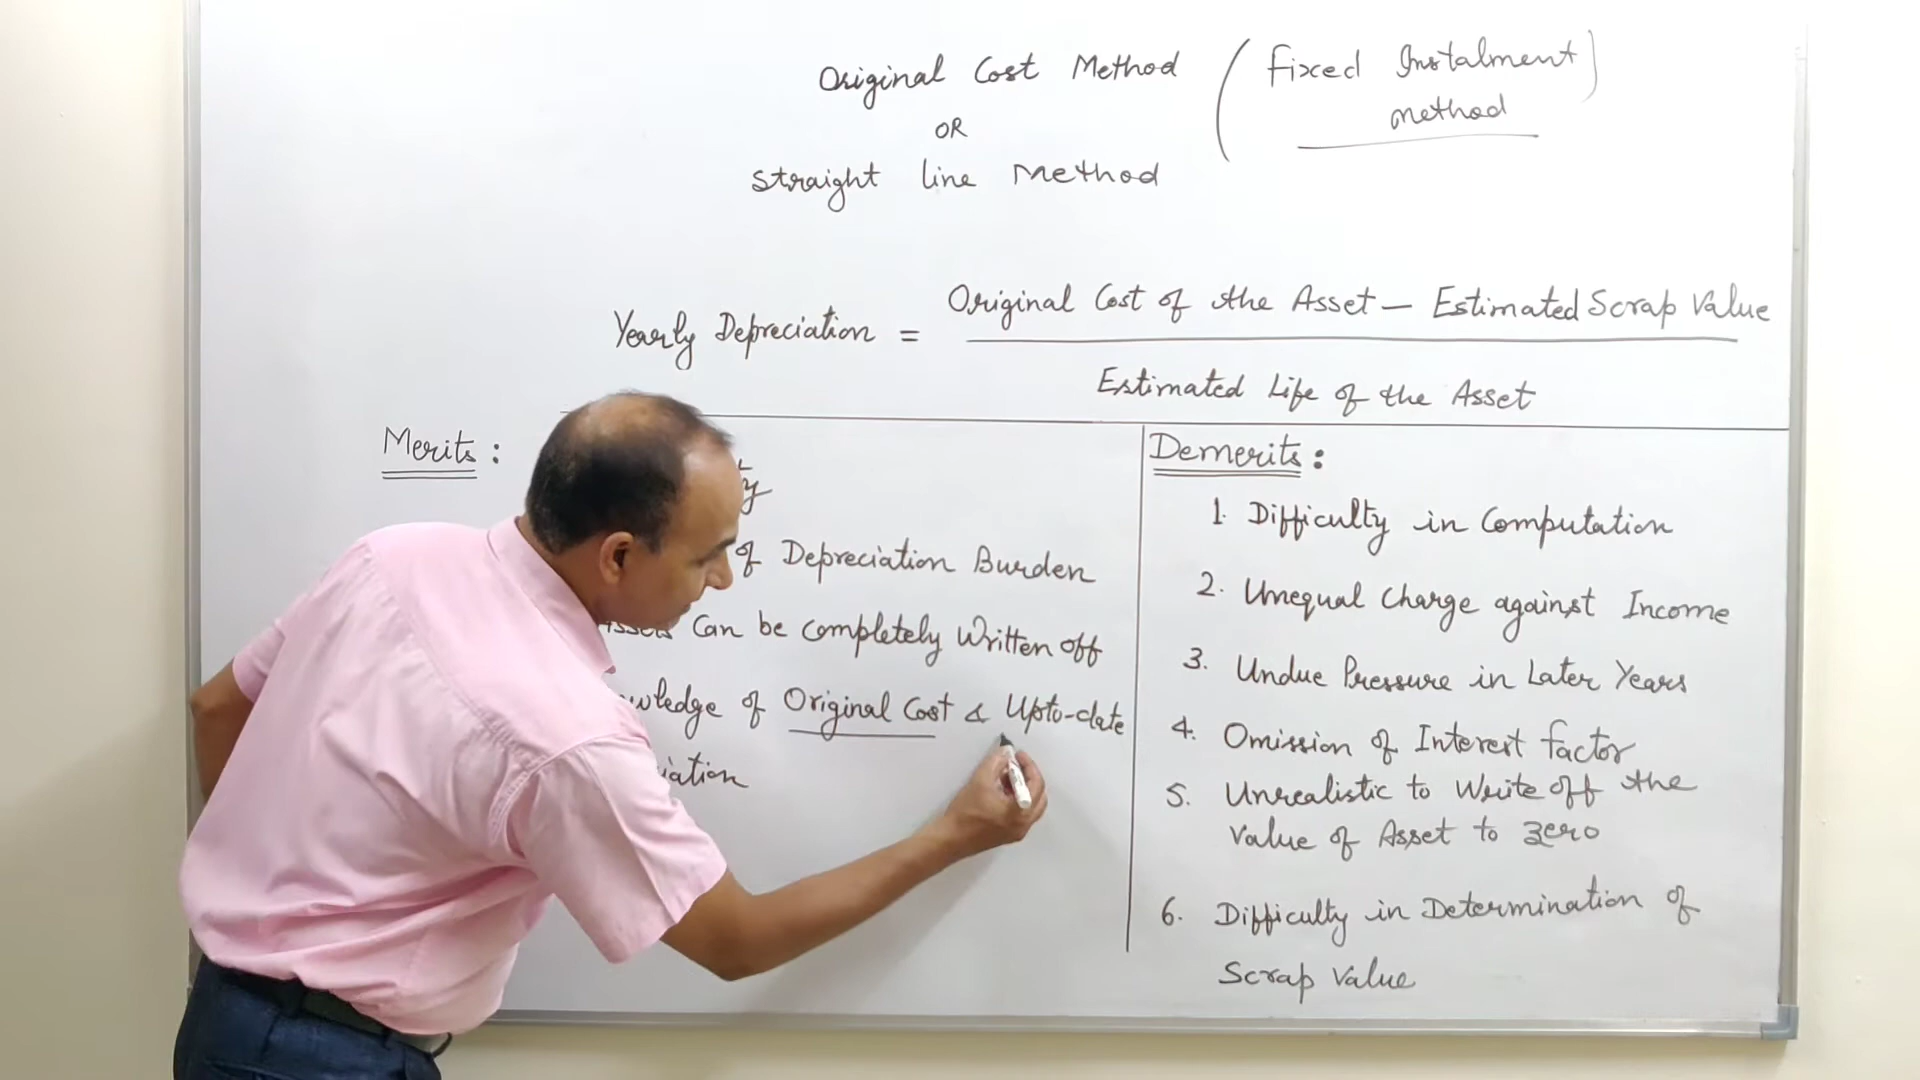 Original Cost Method (Fixed Instalment method)
OR
Straight line Method
Yearly Depreciation = Original Cost of the Asset – Estimated Scrap Value
Estimated Life of the Asset
Merits :
of Depreciation Burden
Assets Can be completely Written off
of Original Cost & Upto-date
Demerits :
1. Difficulty in Computation
2. Unequal Charge against Income
3. Undue Pressure in Later Years
4. Omission of Interest factor
5. Unrealistic to Write off the
Value of Asset to zero
6. Difficulty in Determination of
Scrap Value